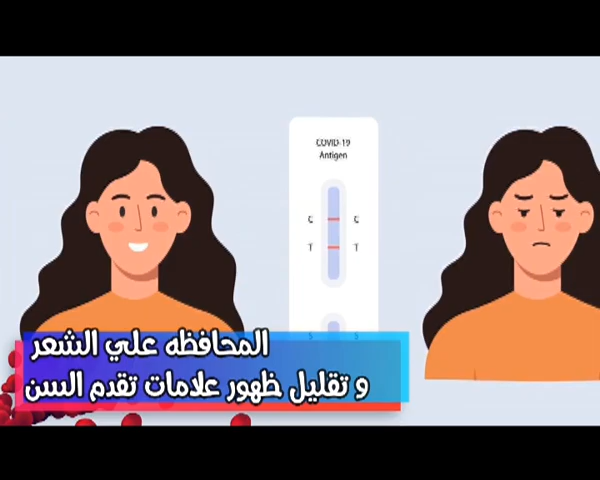 COVID-19
Antigen
C C
T T
S S
المحافظه علي الشعر
و تقليل ظهور علامات تقدم السن